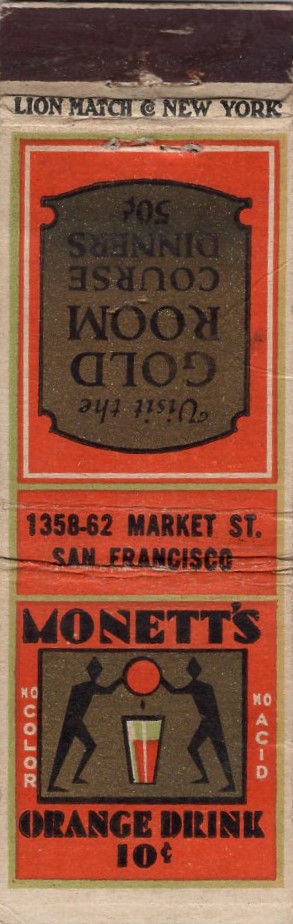 LION MATCH Co NEW YORK
Visit the
GOLD
ROOM
COURSE
DINNERS
50¢
1358-62 MARKET ST.
SAN FRANCISCO
MONETT'S
NO COLOR
NO ACID
ORANGE DRINK
10¢